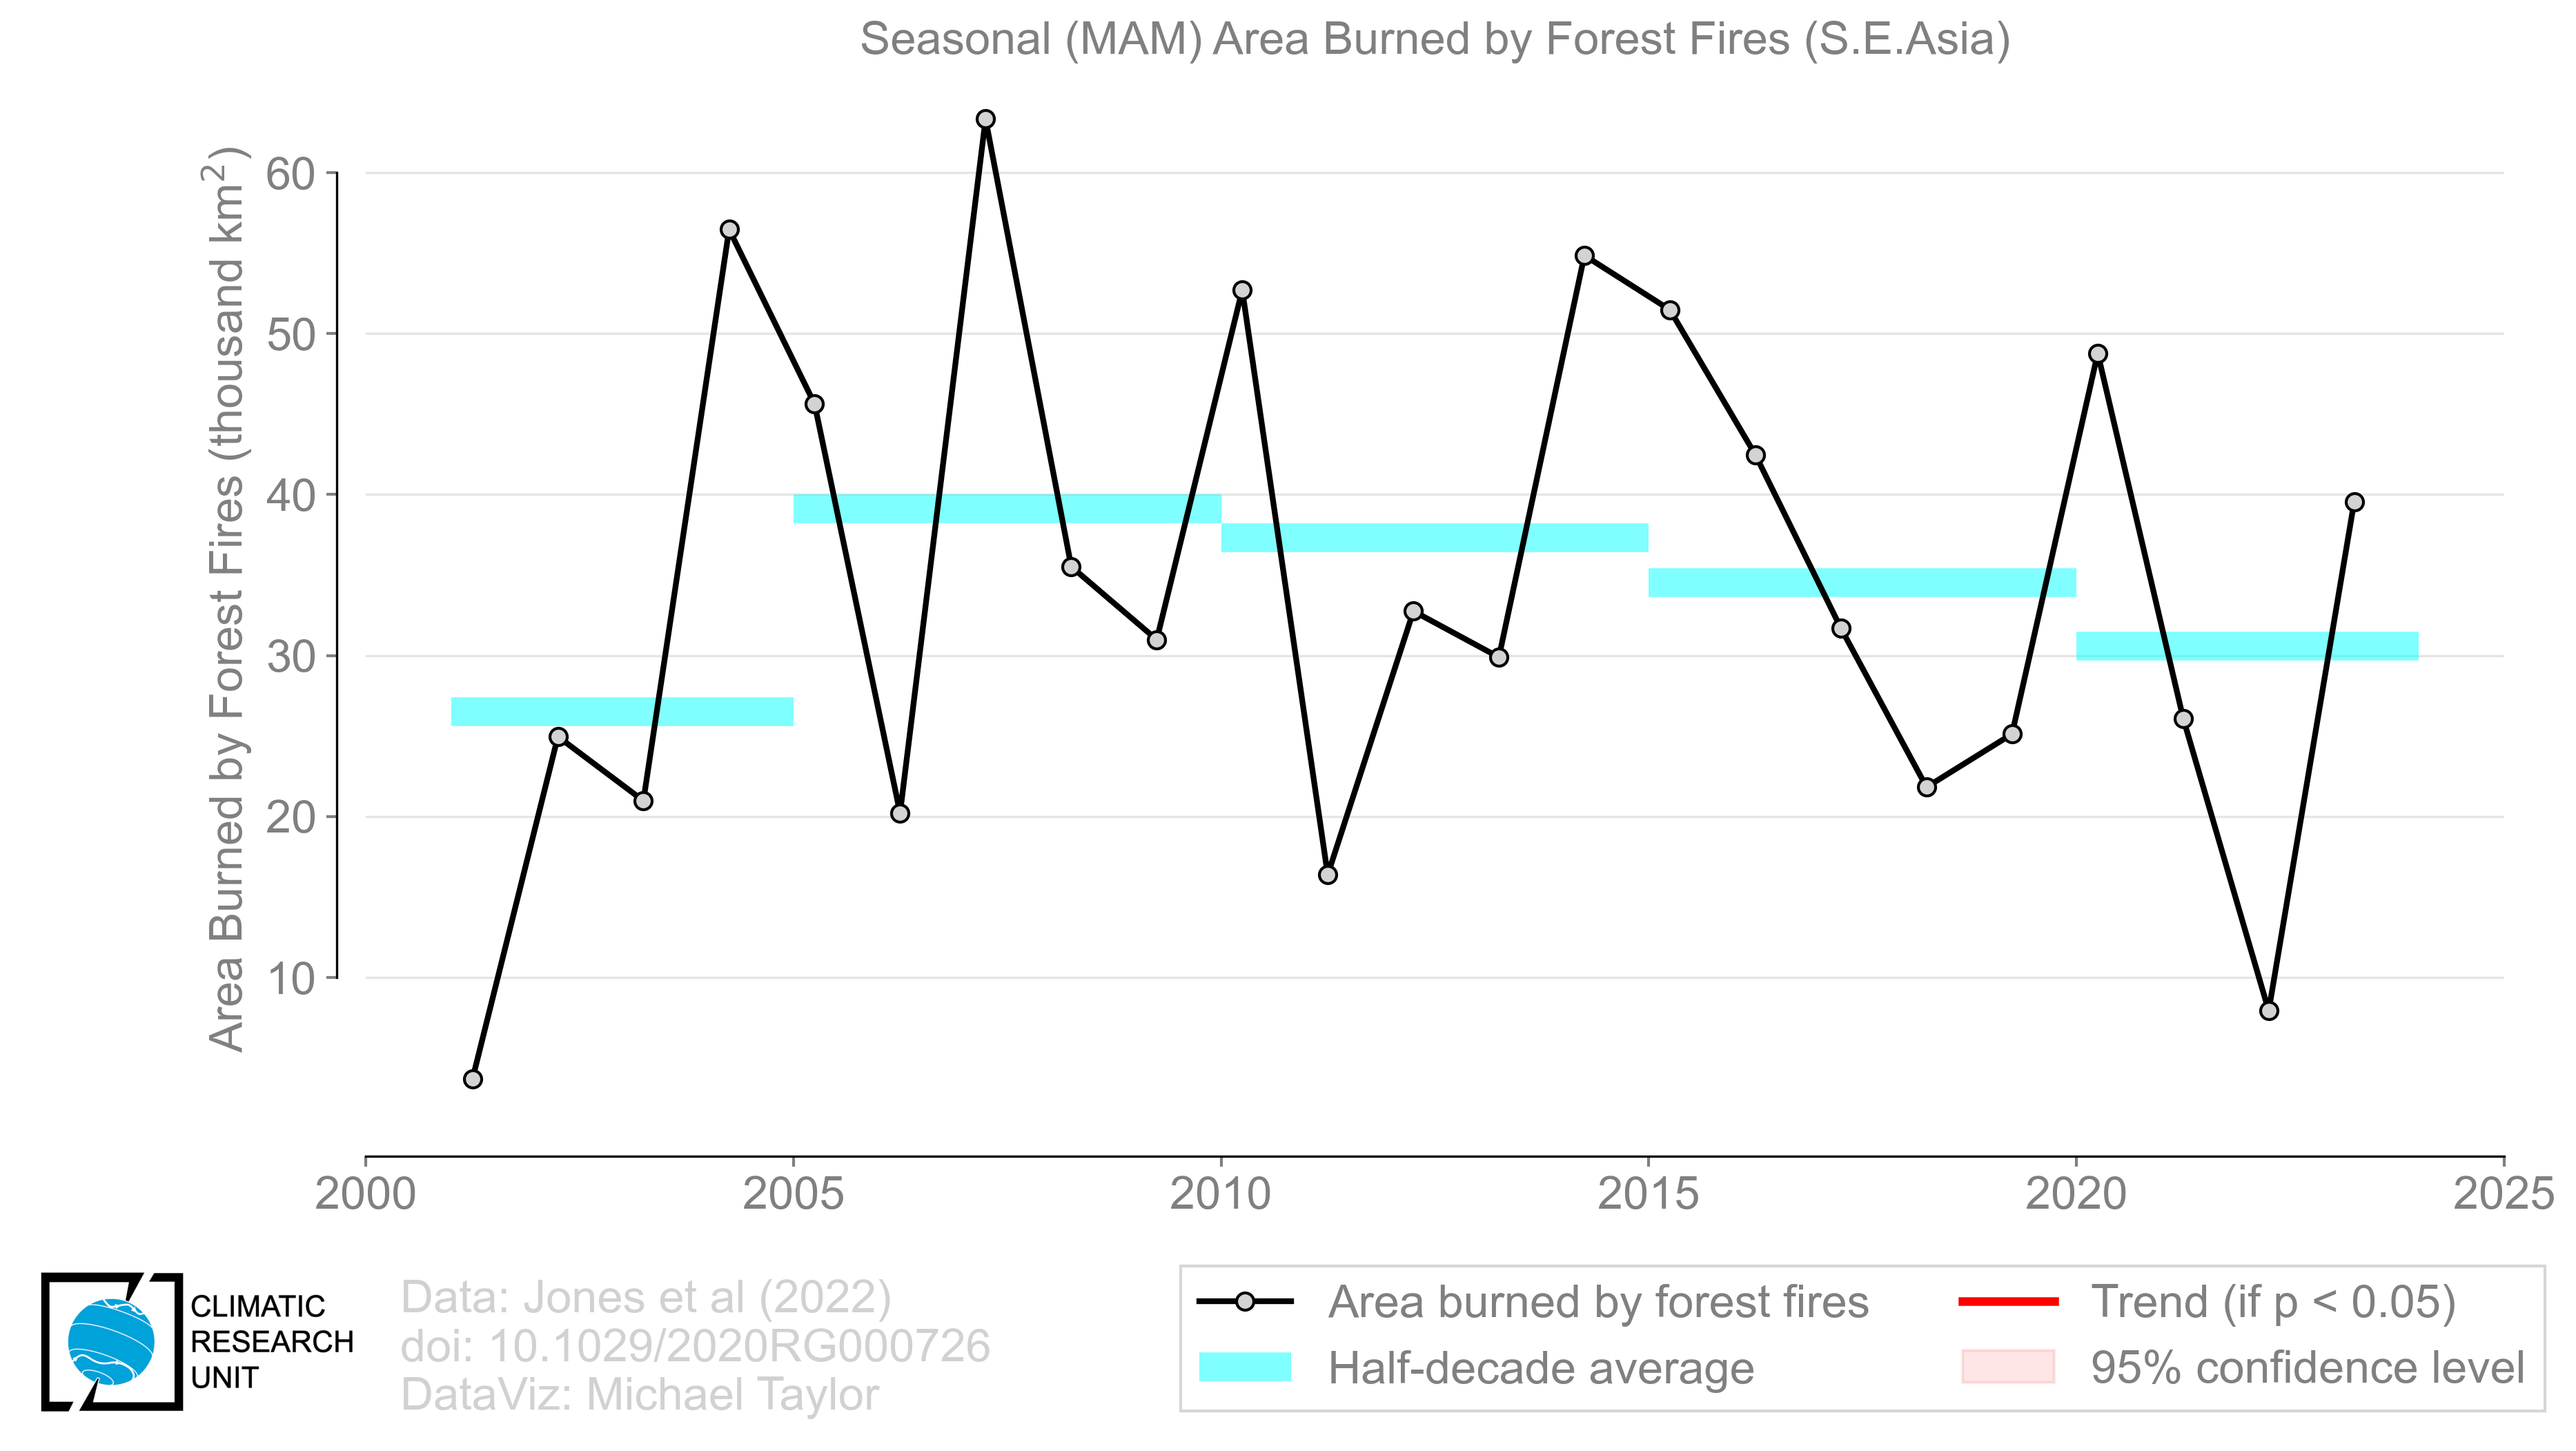 Seasonal (MAM) Area Burned by Forest Fires (S.E.Asia)
Area Burned by Forest Fires (thousand km²)
60
50
40
30
20
10
2000 2005 2010 2015 2020 2025
CLIMATIC
RESEARCH
UNIT
Data: Jones et al (2022)
doi: 10.1029/2020RG000726
DataViz: Michael Taylor
Area burned by forest fires
Half-decade average
Trend (if p < 0.05)
95% confidence level